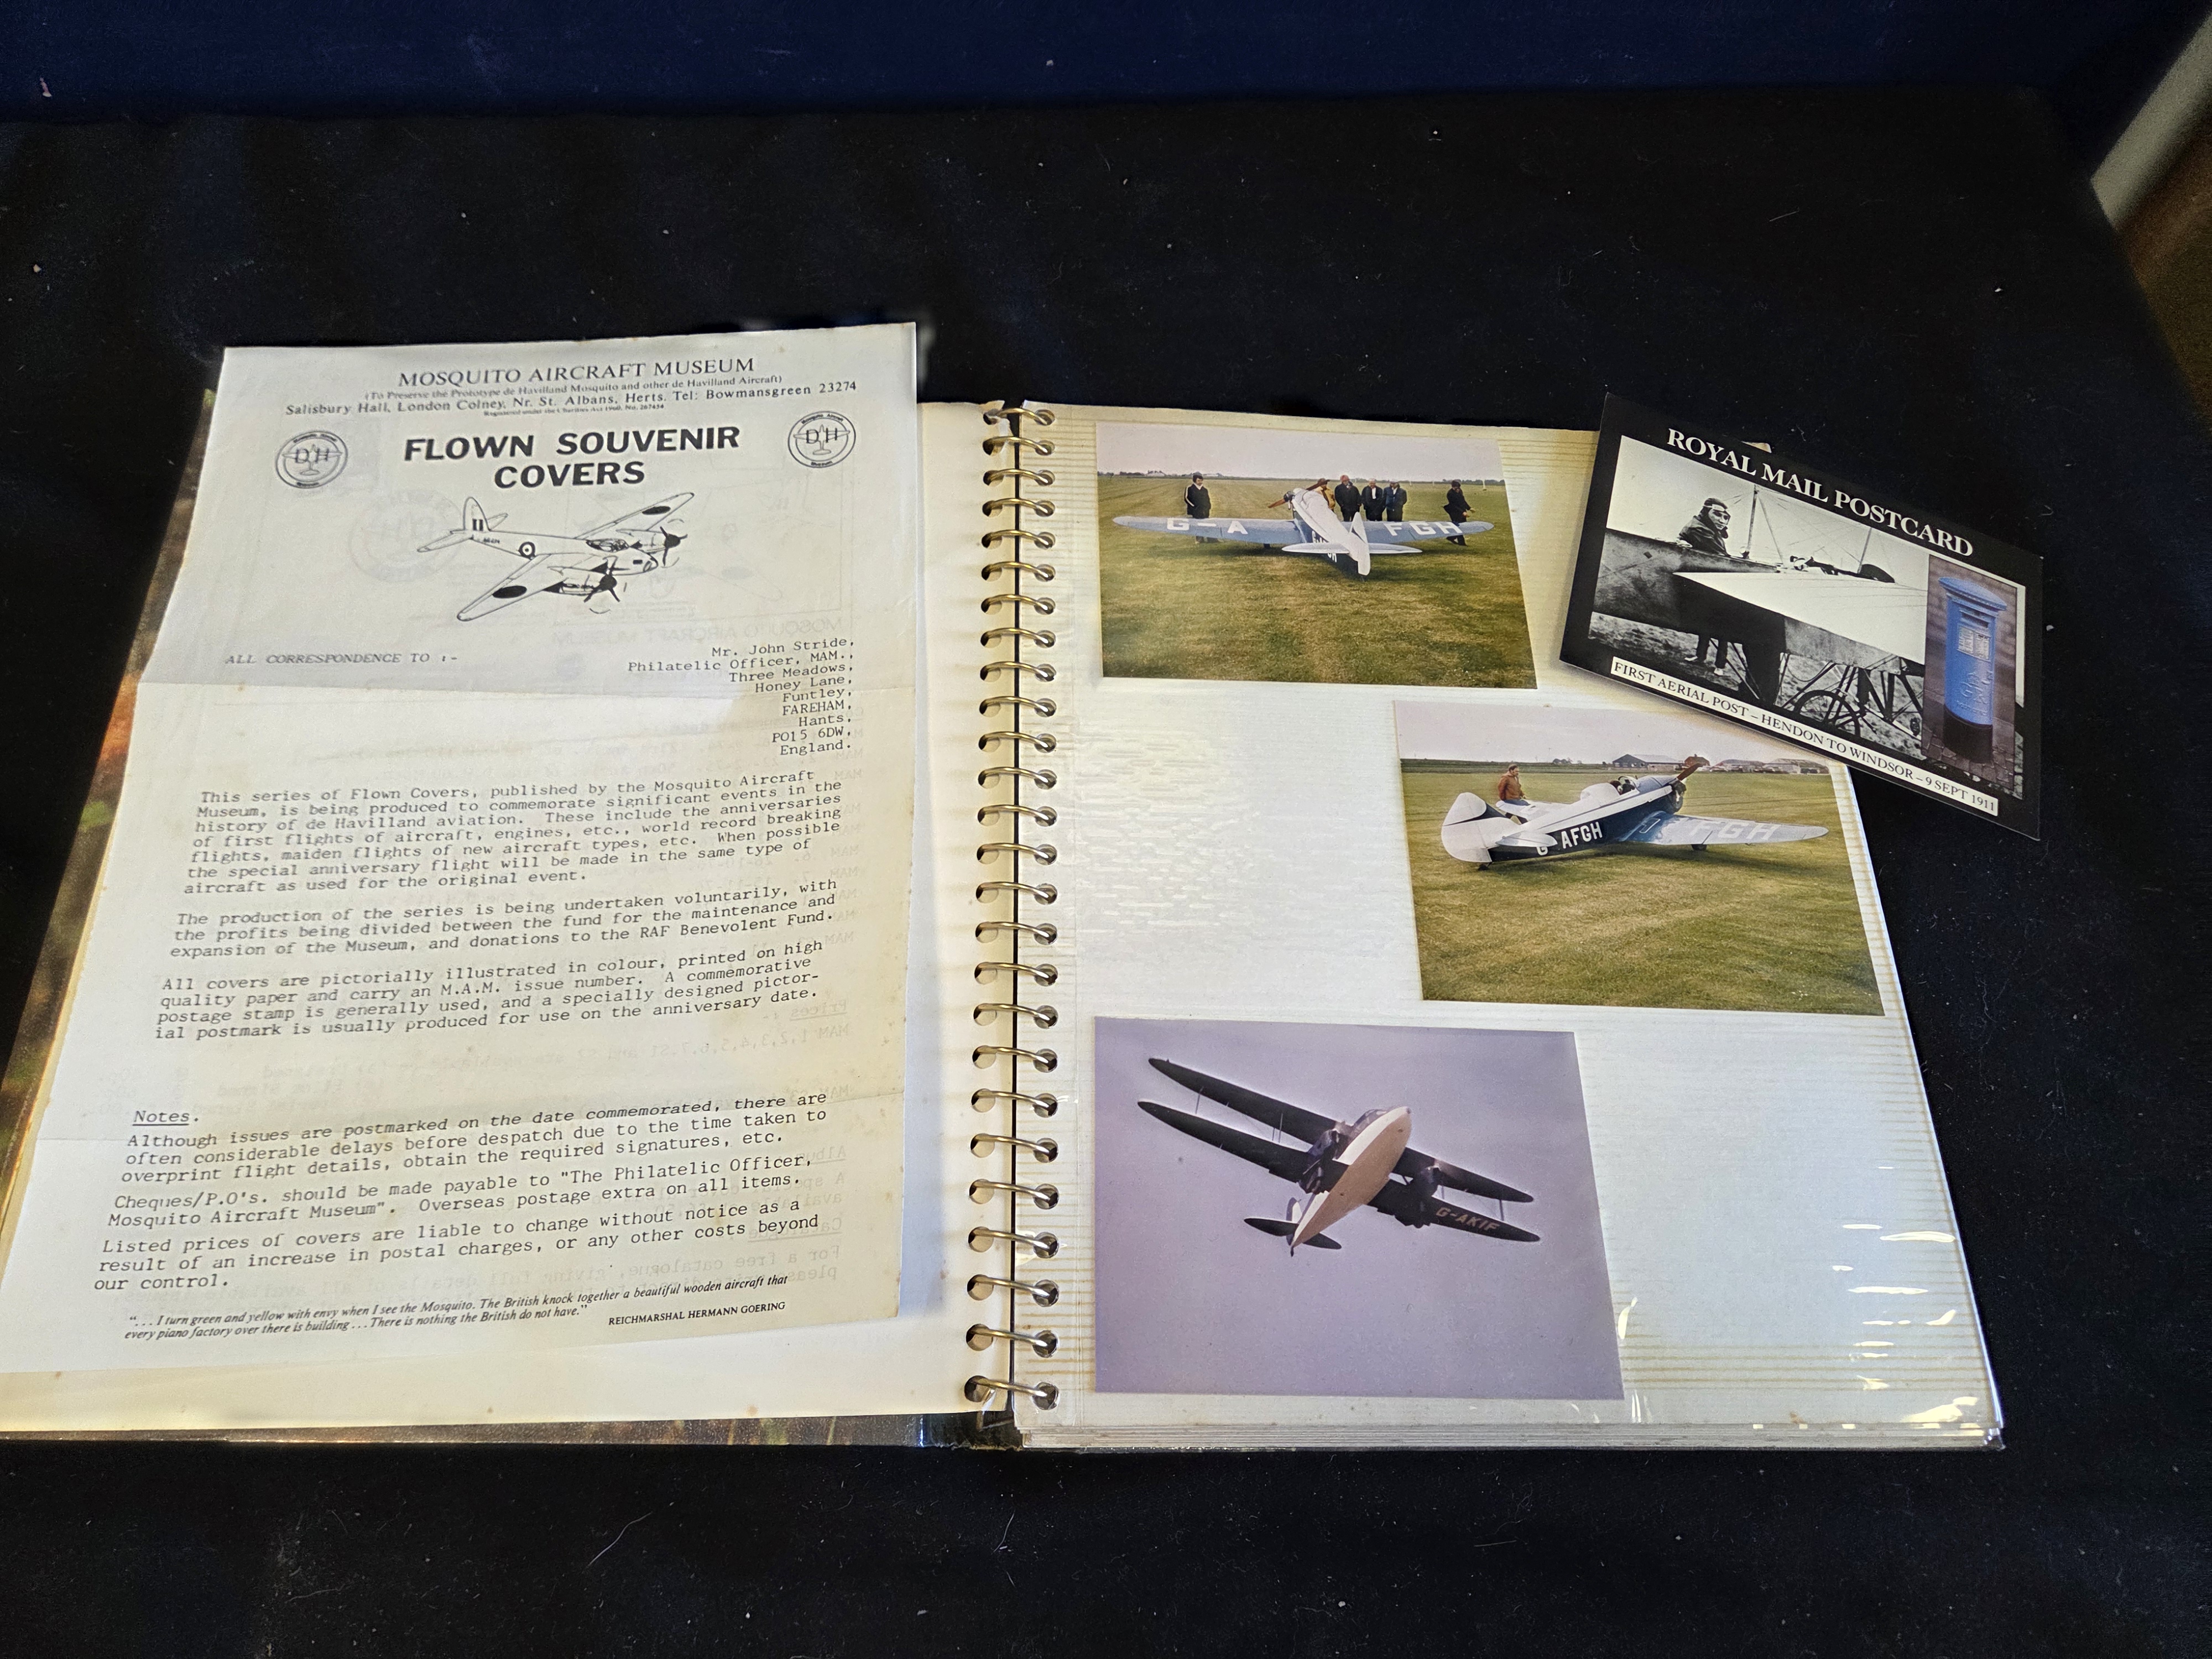 MOSQUITO AIRCRAFT MUSEUM
(To Preserve the Prototype de Havilland Mosquito and other de Havilland Aircraft)
Salisbury Hall, London Colney, Nr. St. Albans, Herts. Tel: Bowmansgreen 23274
Registered under the Charities Act 1960, No. 267454
DH
DH
FLOWN SOUVENIR
COVERS
ALL CORRESPONDENCE TO :-
Mr. John Stride,
Philatelic Officer, MAM.,
Three Meadows,
Honey Lane,
Funtley,
FAREHAM,
Hants,
PO15 6DW,
England.
This series of Flown Covers, published by the Mosquito Aircraft
Museum, is being produced to commemorate significant events in the
history of de Havilland aviation. These include the anniversaries
of first flights of aircraft, engines, etc., world record breaking
flights, maiden flights of new aircraft types, etc. When possible
the special anniversary flight will be made in the same type of
aircraft as used for the original event.
The production of the series is being undertaken voluntarily, with
the profits being divided between the fund for the maintenance and
expansion of the Museum, and donations to the RAF Benevolent Fund.
All covers are pictorially illustrated in colour, printed on high
quality paper and carry an M.A.M. issue number. A commemorative
postage stamp is generally used, and a specially designed pictor-
ial postmark is usually produced for use on the anniversary date.
Notes.
Although issues are postmarked on the date commemorated, there are
often considerable delays before despatch due to the time taken to
overprint flight details, obtain the required signatures, etc.
Cheques/P.O's. should be made payable to "The Philatelic Officer,
Mosquito Aircraft Museum". Overseas postage extra on all items.
Listed prices of covers are liable to change without notice as a
result of an increase in postal charges, or any other costs beyond
our control.
"... I turn green and yellow with envy when I see the Mosquito. The British knock together a beautiful wooden aircraft that
every piano factory over there is building ... There is nothing the British do not have."
REICHMARSHAL HERMANN GOERING
G-A FGH
G AFGH
FGH
G-AKIF
ROYAL MAIL POSTCARD
FIRST AERIAL POST – HENDON TO WINDSOR – 9 SEPT 1911